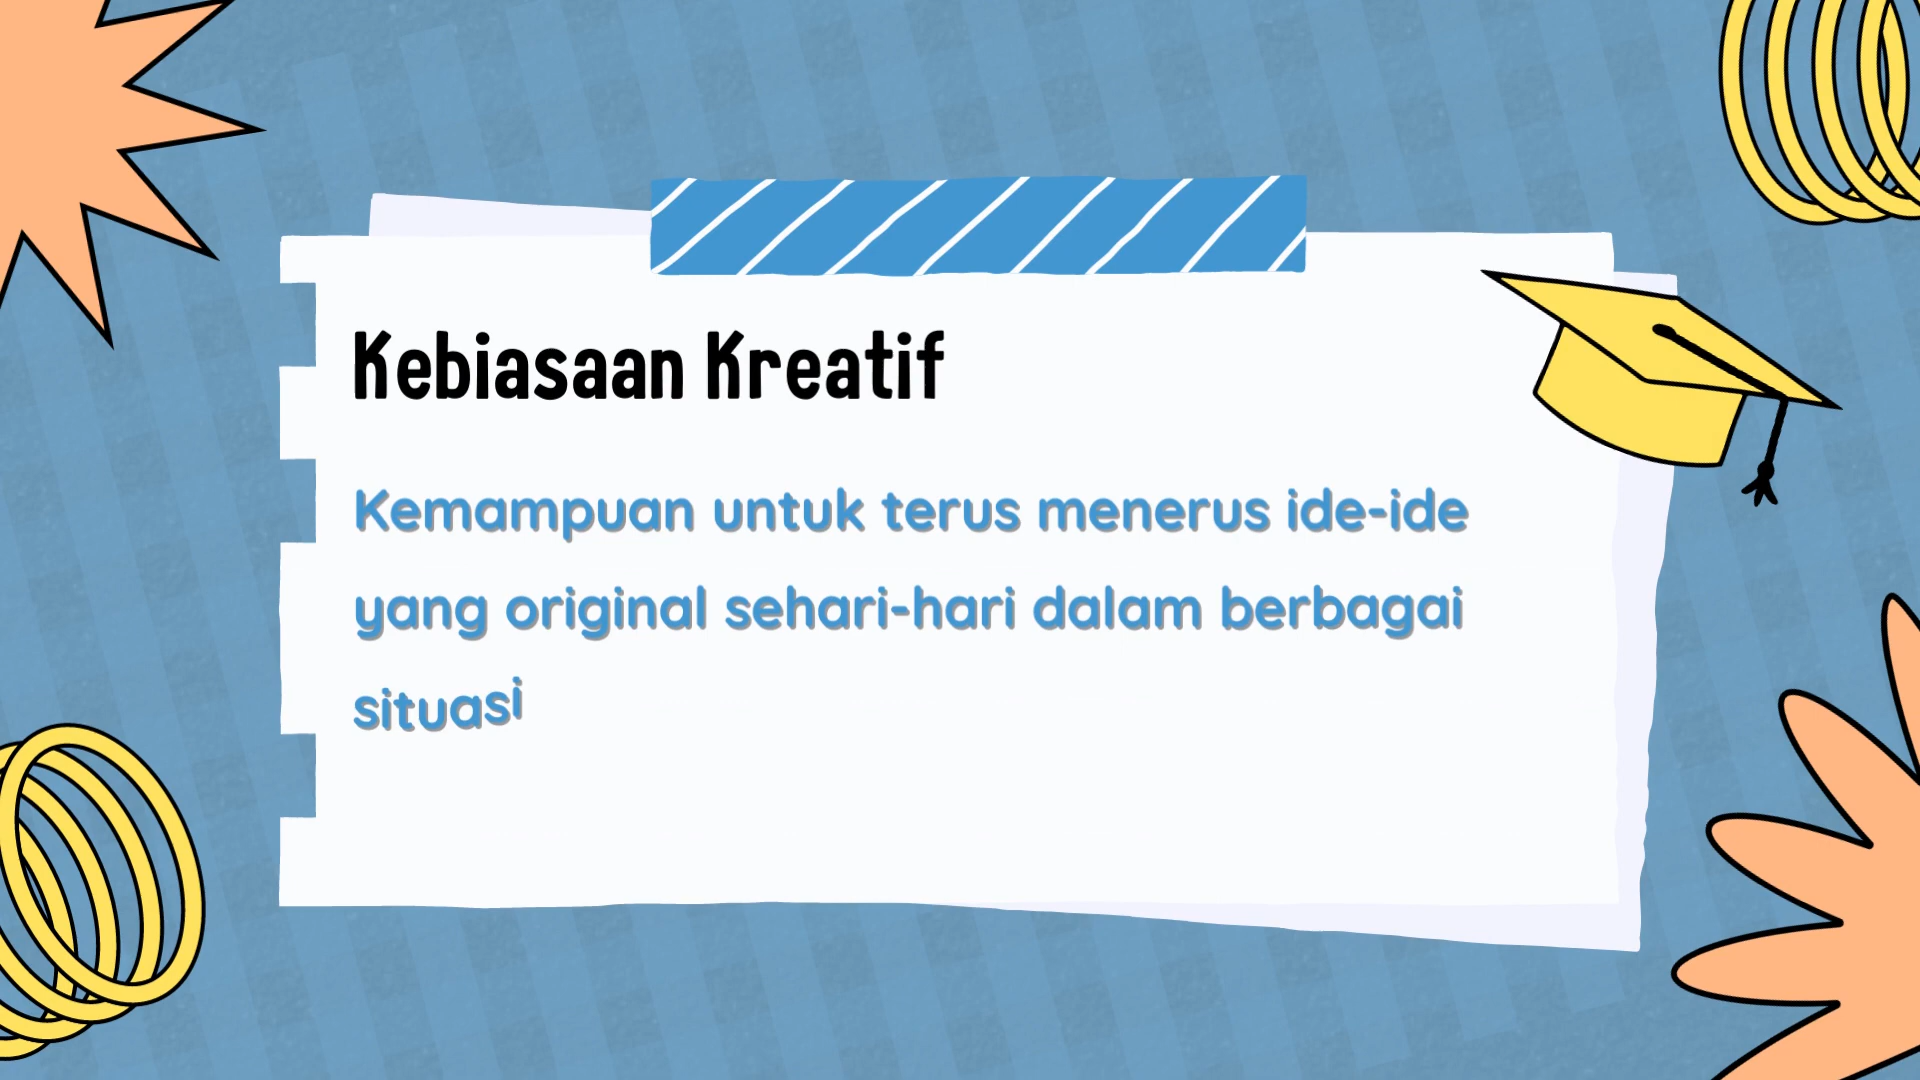 Kebiasaan Kreatif
Kemampuan untuk terus menerus ide-ide
yang original sehari-hari dalam berbagai
situasi